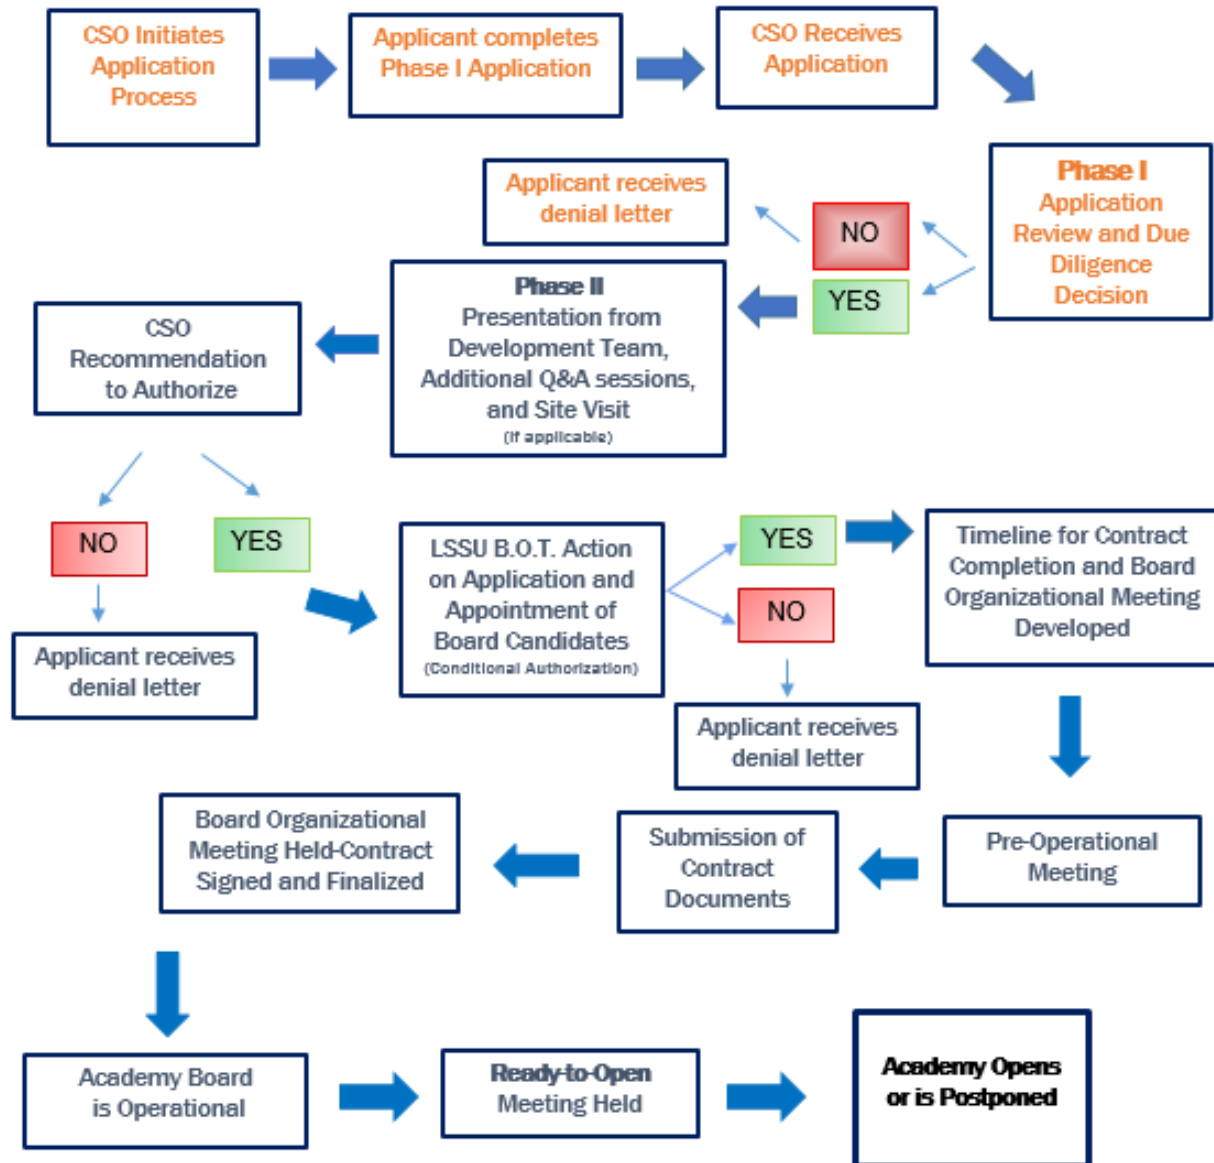 CSO Initiates
Application
Process
Applicant completes
Phase I Application
CSO Receives
Application
Phase I
Application
Review and Due
Diligence
Decision
NO
YES
Applicant receives
denial letter
Phase II
Presentation from
Development Team,
Additional Q&A sessions,
and Site Visit
(if applicable)
CSO
Recommendation
to Authorize
NO
YES
Applicant receives
denial letter
LSSU B.O.T. Action
on Application and
Appointment of
Board Candidates
(Conditional Authorization)
YES
NO
Applicant receives
denial letter
Timeline for Contract
Completion and Board
Organizational Meeting
Developed
Pre-Operational
Meeting
Submission of
Contract
Documents
Board Organizational
Meeting Held-Contract
Signed and Finalized
Academy Board
is Operational
Ready-to-Open
Meeting Held
Academy Opens
or is Postponed